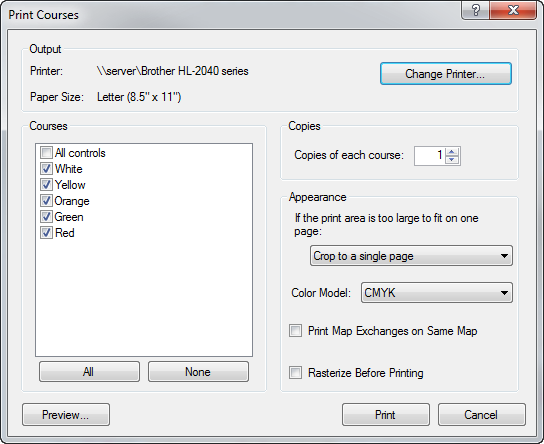 Print Courses
Output
Printer: \\server\Brother HL-2040 series
Change Printer...
Paper Size: Letter (8.5" x 11")
Courses
All controls
White
Yellow
Orange
Green
Red
All
None
Copies
Copies of each course: 1
Appearance
If the print area is too large to fit on one
page:
Crop to a single page
Color Model: CMYK
Print Map Exchanges on Same Map
Rasterize Before Printing
Preview...
Print
Cancel